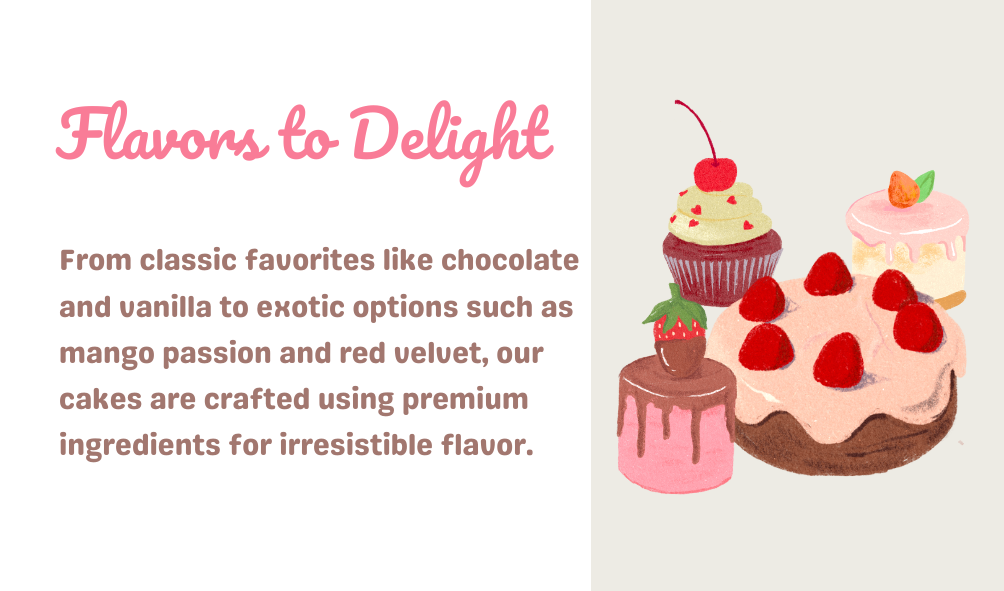 Flavors to Delight
From classic favorites like chocolate
and vanilla to exotic options such as
mango passion and red velvet, our
cakes are crafted using premium
ingredients for irresistible flavor.